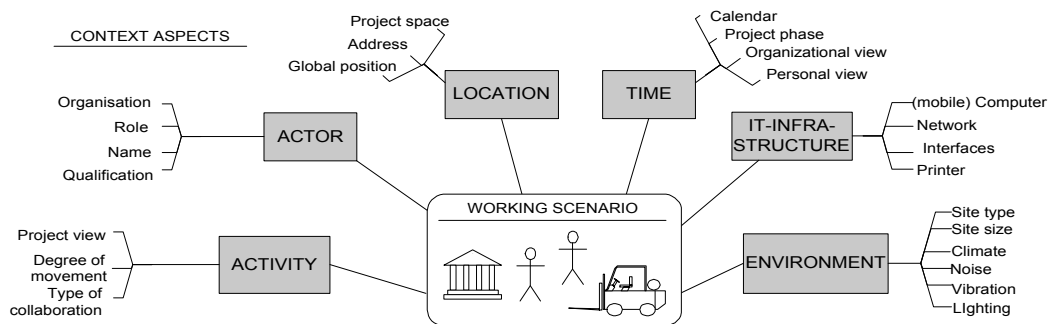 CONTEXT ASPECTS
Project space
Address
Global position
LOCATION
Calendar
Project phase
Organizational view
Personal view
TIME
Organisation
Role
Name
Qualification
ACTOR
IT-INFRA-
STRUCTURE
(mobile) Computer
Network
Interfaces
Printer
WORKING SCENARIO
Project view
Degree of
movement
Type of
collaboration
ACTIVITY
ENVIRONMENT
Site type
Site size
Climate
Noise
Vibration
LIghting